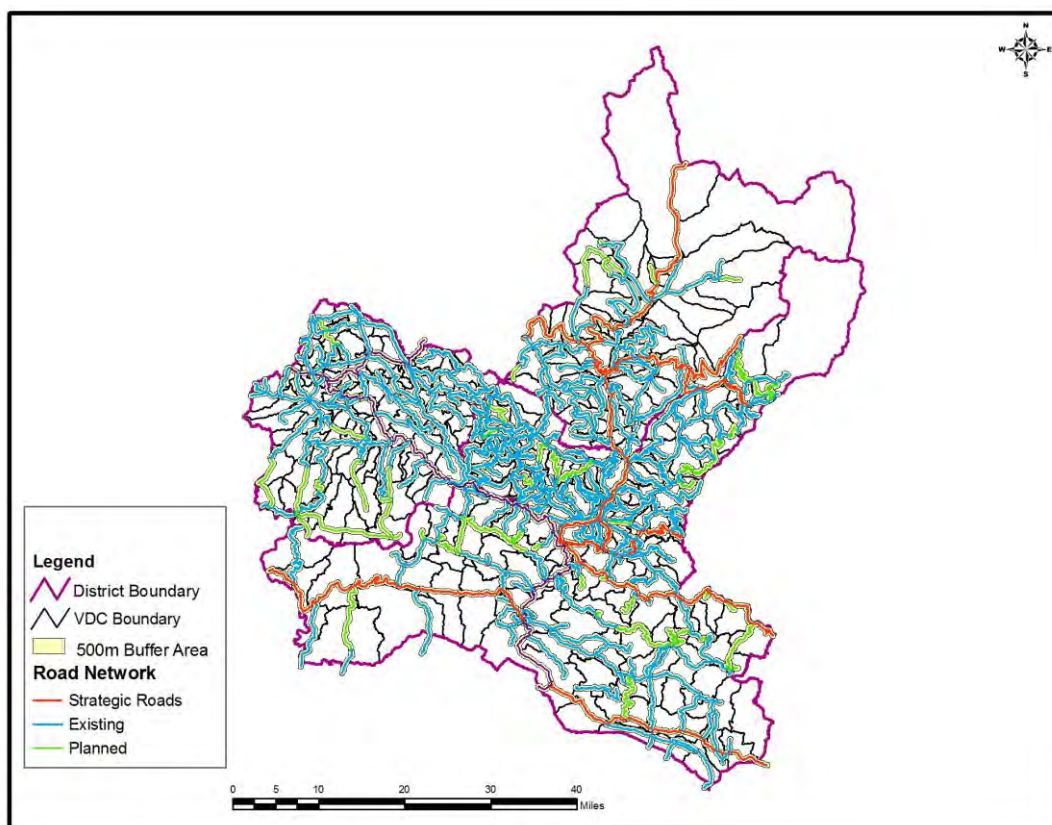 N
W E
S
Legend
District Boundary
VDC Boundary
500m Buffer Area
Road Network
Strategic Roads
Existing
Planned
0 5 10 20 30 40
Miles